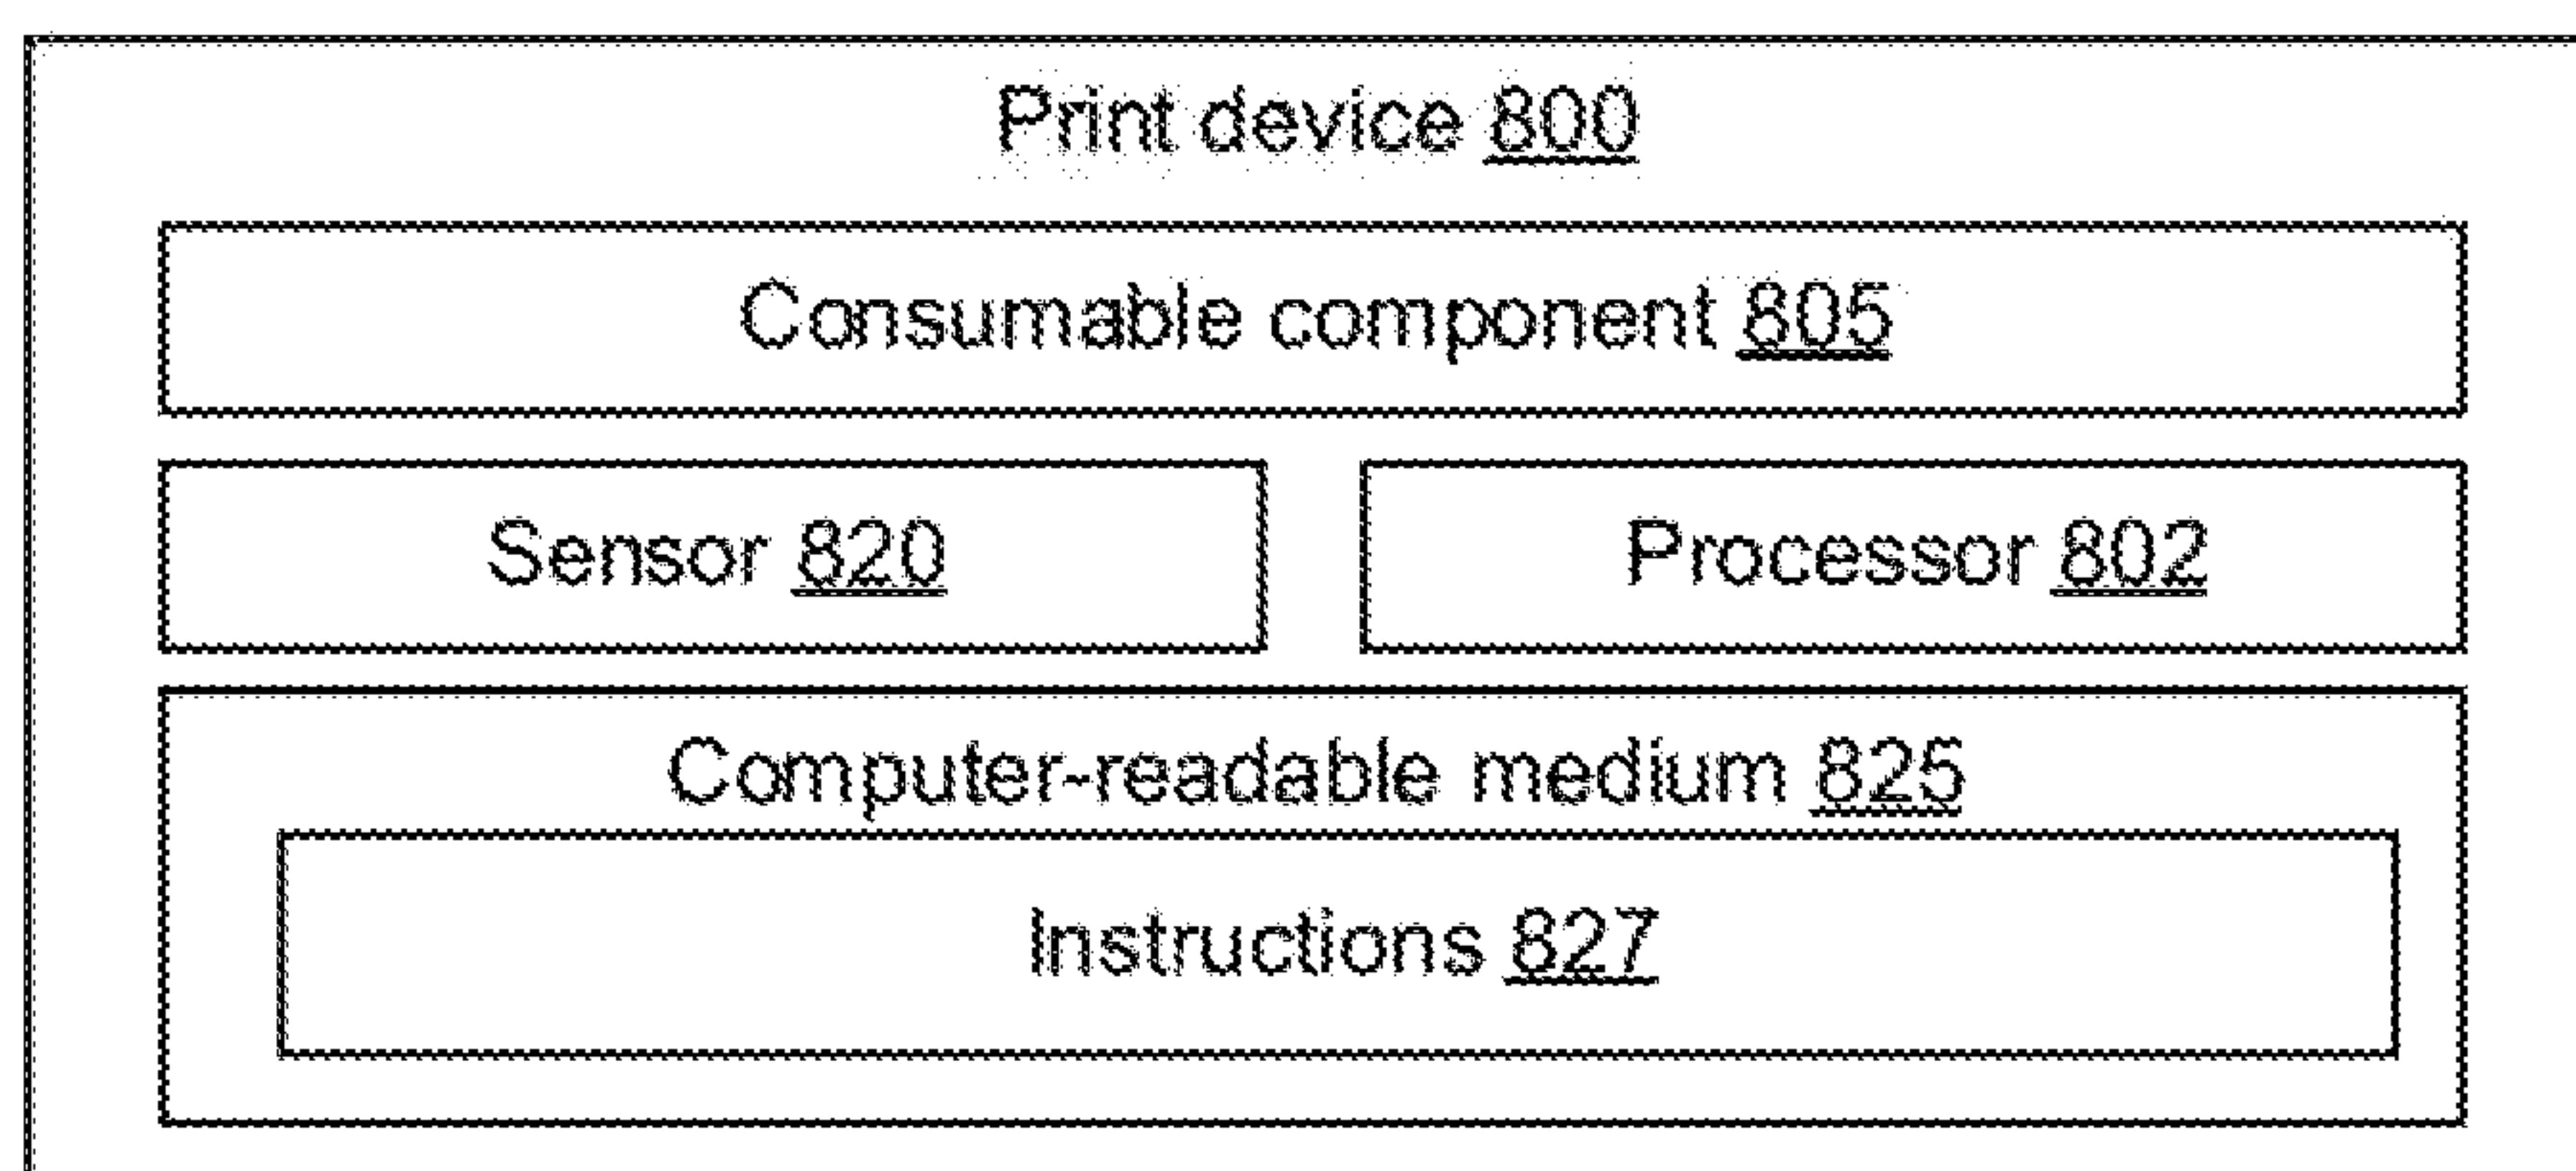 Print device 800
Consumable component 805
Sensor 820
Processor 802
Computer-readable medium 825
Instructions 827